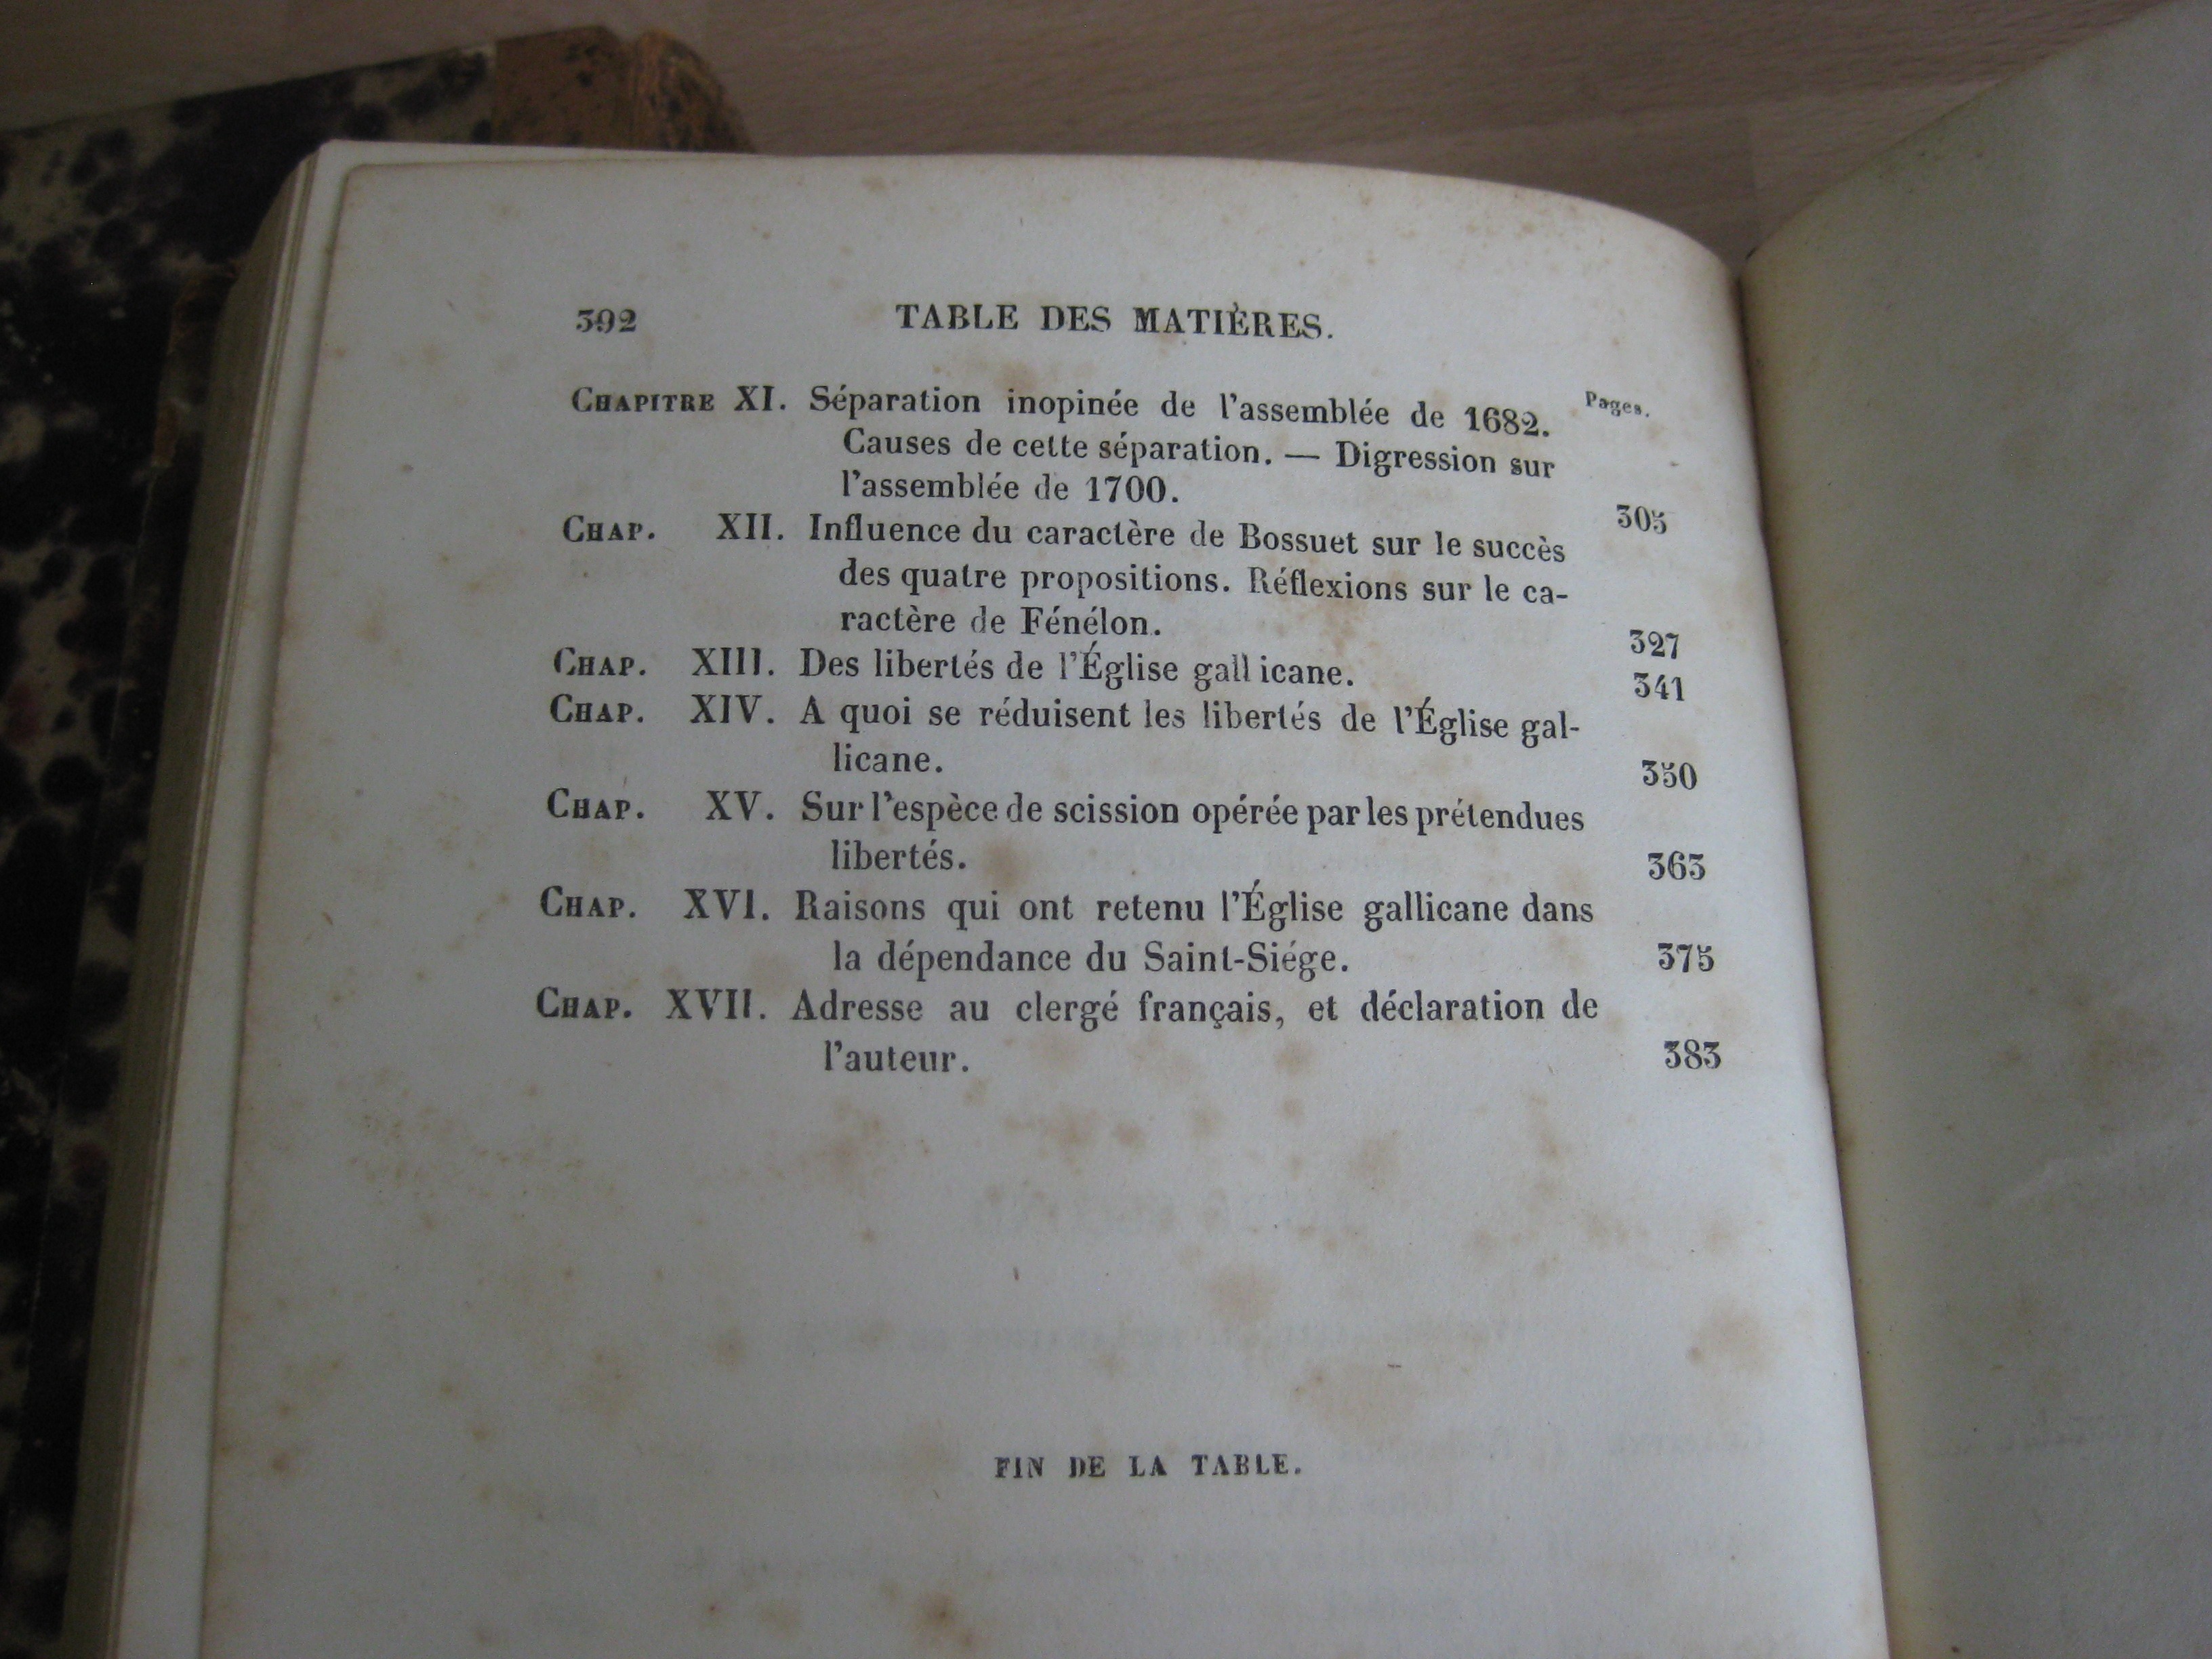 392 TABLE DES MATIÈRES.
Pages.
CHAPITRE XI. Séparation inopinée de l'assemblée de 1682.
Causes de cette séparation. — Digression sur
l'assemblée de 1700. 305
CHAP. XII. Influence du caractère de Bossuet sur le succès
des quatre propositions. Réflexions sur le ca-
ractère de Fénélon. 327
CHAP. XIII. Des libertés de l'Église gallicane. 341
CHAP. XIV. A quoi se réduisent les libertés de l'Église gal-
licane. 350
CHAP. XV. Sur l'espèce de scission opérée par les prétendues
libertés. 363
CHAP. XVI. Raisons qui ont retenu l'Église gallicane dans
la dépendance du Saint-Siége. 375
CHAP. XVII. Adresse au clergé français, et déclaration de
l'auteur. 383
FIN DE LA TABLE.